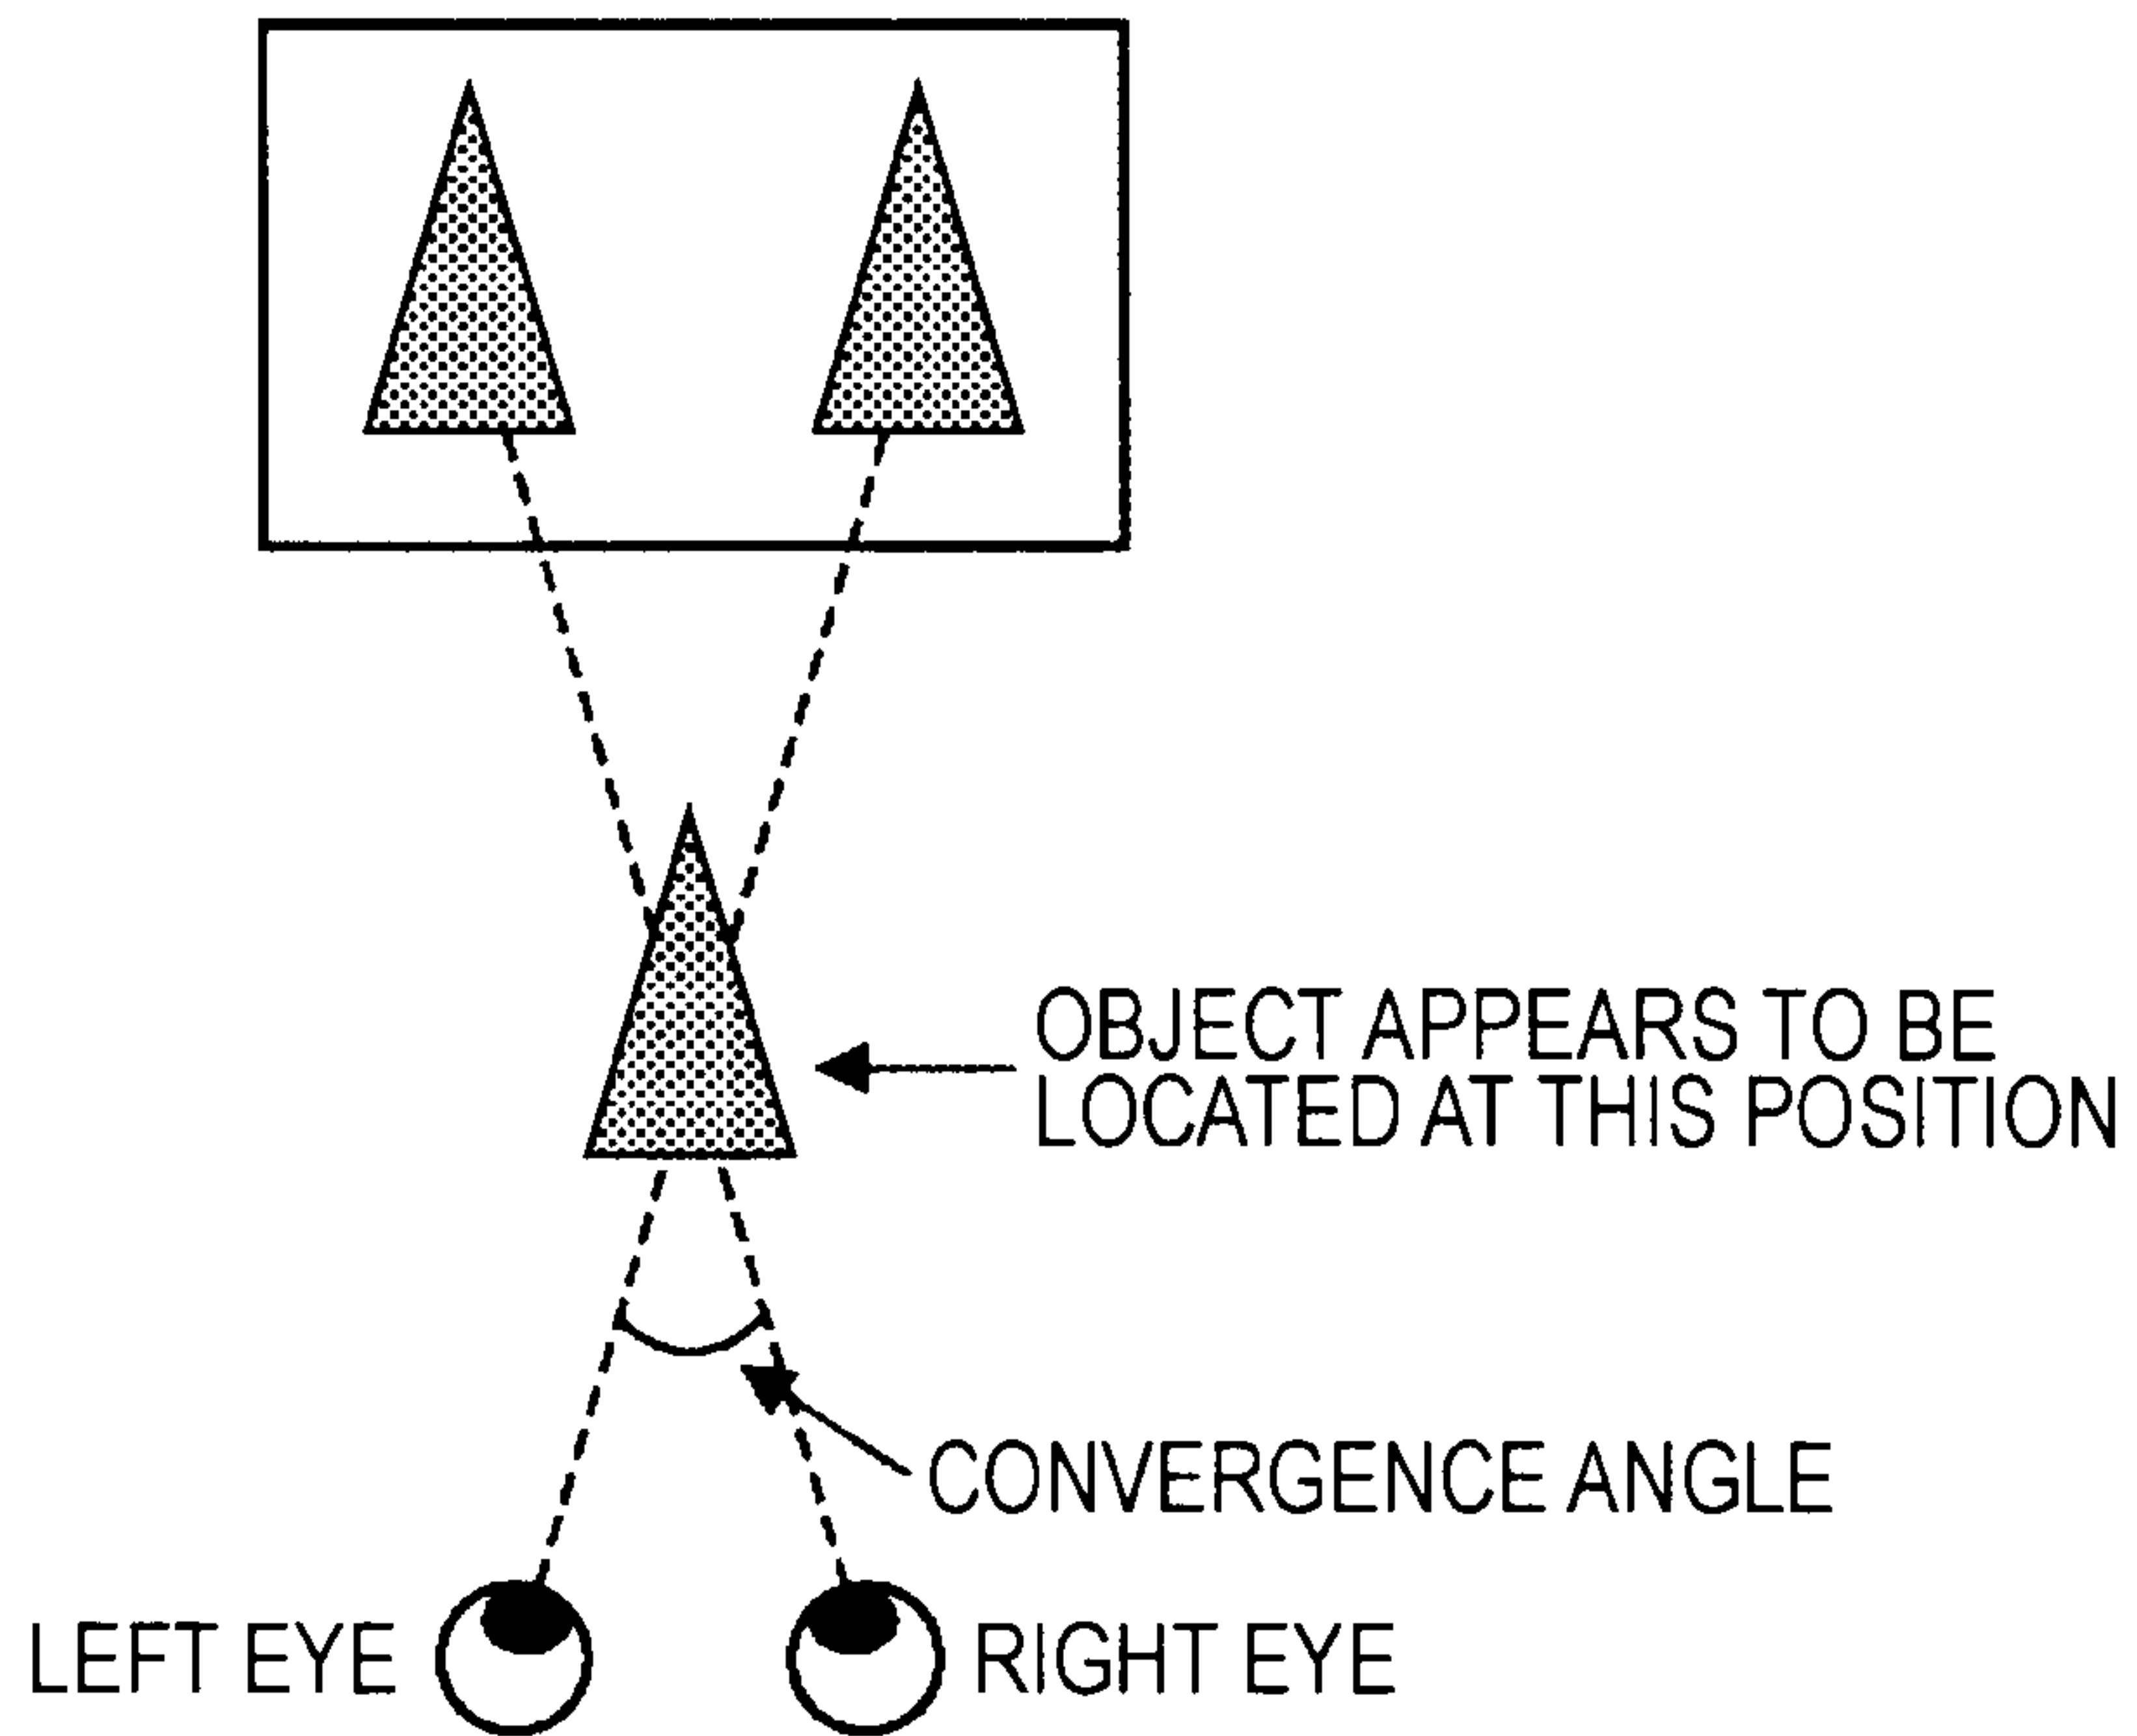 OBJECT APPEARS TO BE
LOCATED AT THIS POSITION
CONVERGENCE ANGLE
LEFT EYE
RIGHT EYE